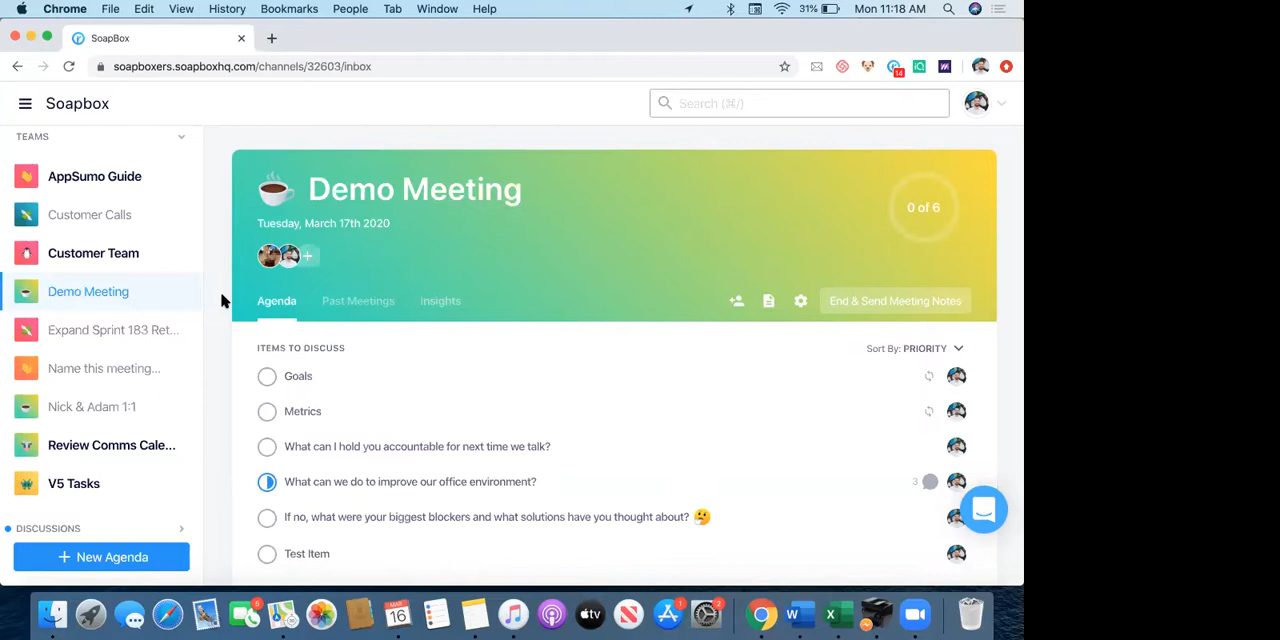 Chrome File Edit View History Bookmarks People Tab Window Help 31% Mon 11:18 AM
SoapBox
soapboxers.soapboxhq.com/channels/32603/inbox 14
Soapbox Search (⌘/)
TEAMS
AppSumo Guide
Customer Calls
Customer Team
Demo Meeting
Expand Sprint 183 Ret...
Name this meeting...
Nick & Adam 1:1
Review Comms Cale...
V5 Tasks
DISCUSSIONS
+ New Agenda
Demo Meeting
Tuesday, March 17th 2020
0 of 6
Agenda Past Meetings Insights End & Send Meeting Notes
ITEMS TO DISCUSS Sort By: PRIORITY
Goals
Metrics
What can I hold you accountable for next time we talk?
What can we do to improve our office environment? 3
If no, what were your biggest blockers and what solutions have you thought about? 🤔
Test Item
MAR 16 tv W X